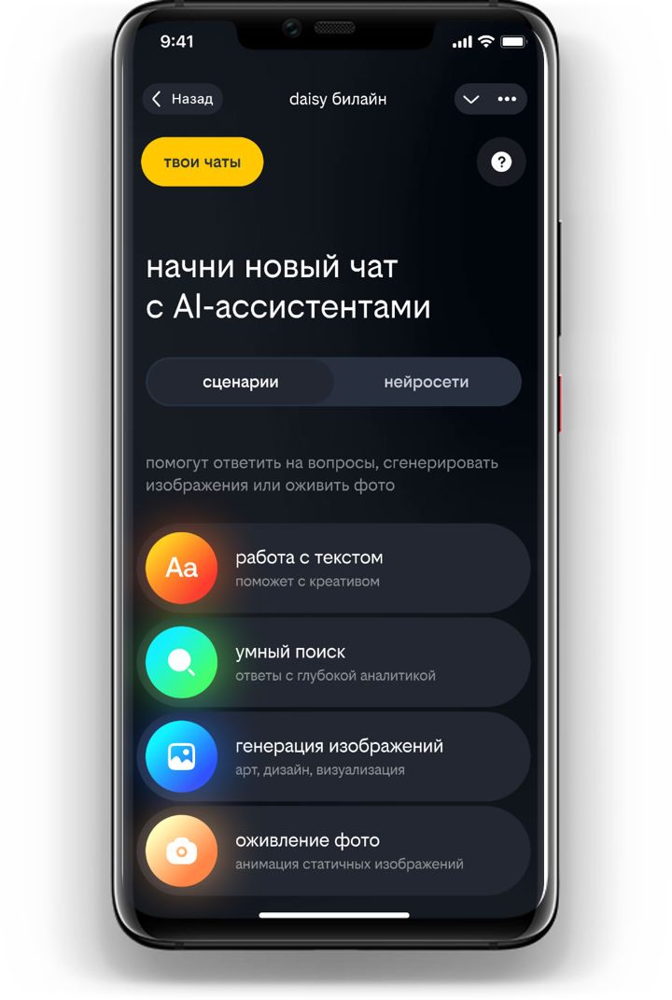 9:41
Назад
daisy билайн
твои чаты
?
начни новый чат
с AI-ассистентами
сценарии
нейросети
помогут ответить на вопросы, сгенерировать
изображения или оживить фото
Aa
работа с текстом
поможет с креативом
умный поиск
ответы с глубокой аналитикой
генерация изображений
арт, дизайн, визуализация
оживление фото
анимация статичных изображений